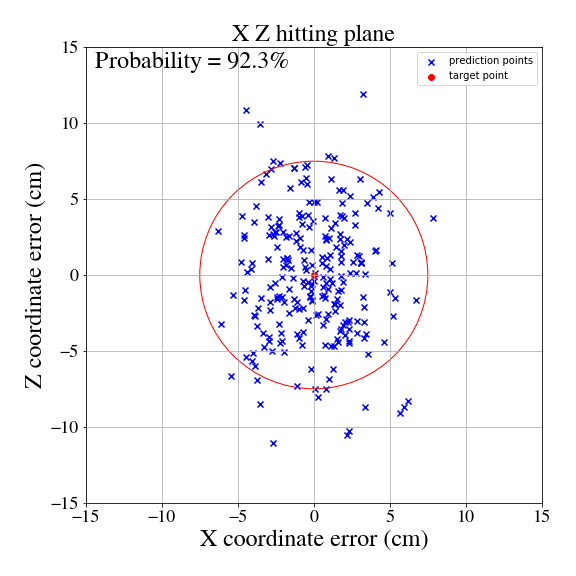 X Z hitting plane
Probability = 92.3%
prediction points
target point
Z coordinate error (cm)
15
10
5
0
−5
−10
−15
−15
−10
−5
0
5
10
15
X coordinate error (cm)